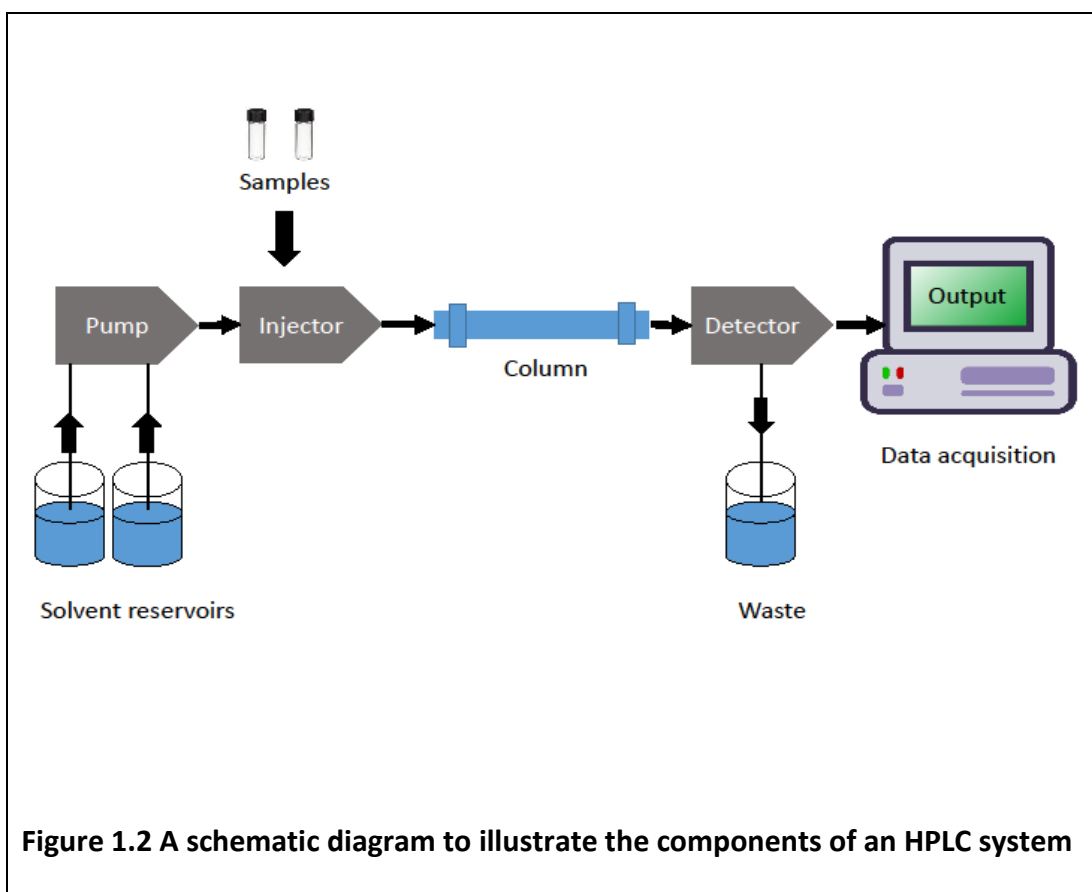 Samples
Pump
Injector
Detector
Output
Column
Data acquisition
Solvent reservoirs
Waste
Figure 1.2 A schematic diagram to illustrate the components of an HPLC system